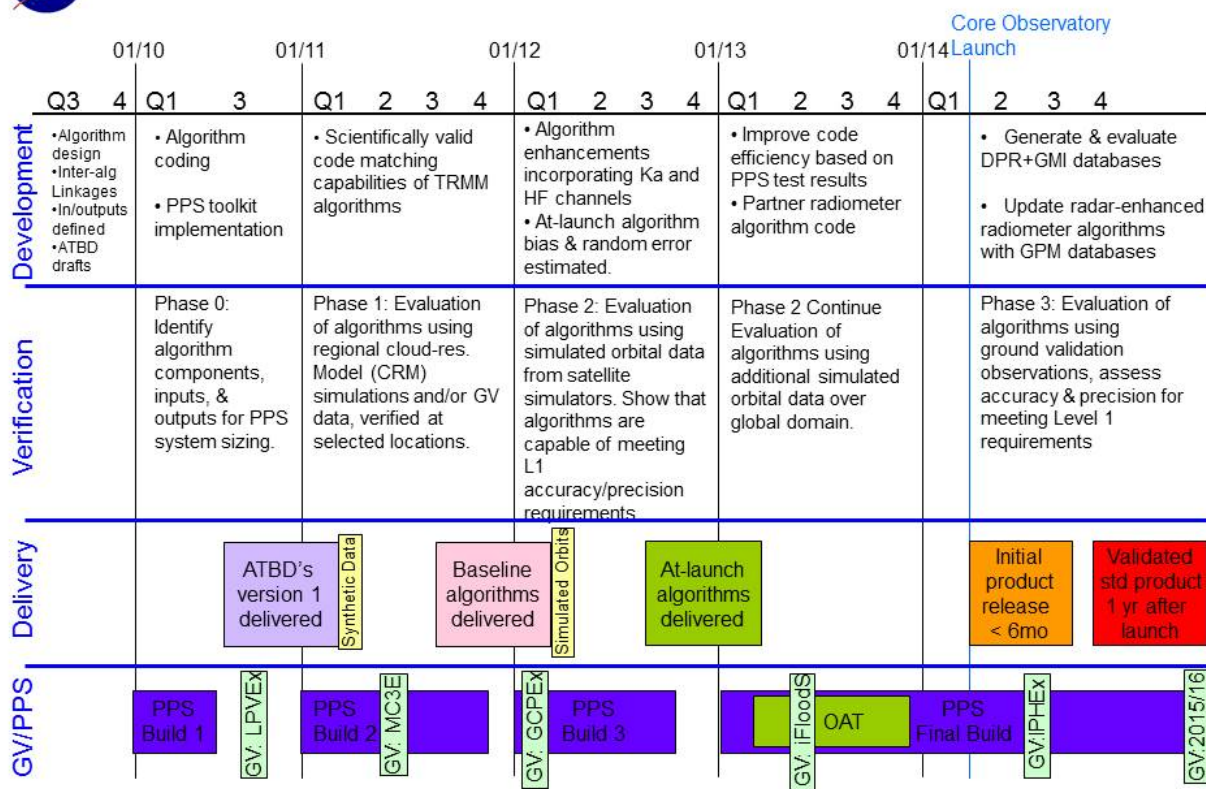 Core Observatory
Launch
01/10
01/11
01/12
01/13
01/14
Q3 4 Q1 3 Q1 2 3 4 Q1 2 3 4 Q1 2 3 4 Q1 2 3 4
Development
•Algorithm
design
•Inter-alg
Linkages
•In/outputs
defined
•ATBD
drafts
• Algorithm
coding
• PPS toolkit
implementation
• Scientifically valid
code matching
capabilities of TRMM
algorithms
• Algorithm
enhancements
incorporating Ka and
HF channels
• At-launch algorithm
bias & random error
estimated.
• Improve code
efficiency based on
PPS test results
• Partner radiometer
algorithm code
• Generate & evaluate
DPR+GMI databases
• Update radar-enhanced
radiometer algorithms
with GPM databases
Verification
Phase 0:
Identify
algorithm
components,
inputs, &
outputs for PPS
system sizing.
Phase 1: Evaluation
of algorithms using
regional cloud-res.
Model (CRM)
simulations and/or GV
data, verified at
selected locations.
Phase 2: Evaluation
of algorithms using
simulated orbital data
from satellite
simulators. Show that
algorithms are
capable of meeting
L1
accuracy/precision
requirements
Phase 2 Continue
Evaluation of
algorithms using
additional simulated
orbital data over
global domain.
Phase 3: Evaluation of
algorithms using
ground validation
observations, assess
accuracy & precision for
meeting Level 1
requirements
Delivery
ATBD's
version 1
delivered
Synthetic Data
Baseline
algorithms
delivered
Simulated Orbits
At-launch
algorithms
delivered
Initial
product
release
< 6mo
Validated
std product
1 yr after
launch
GV/PPS
PPS
Build 1
GV: LPVEx
PPS
Build 2
GV: MC3E
GV: GCPEx
PPS
Build 3
GV: iFloodS
OAT
PPS
Final Build
GV:IPHEx
GV:2015/16